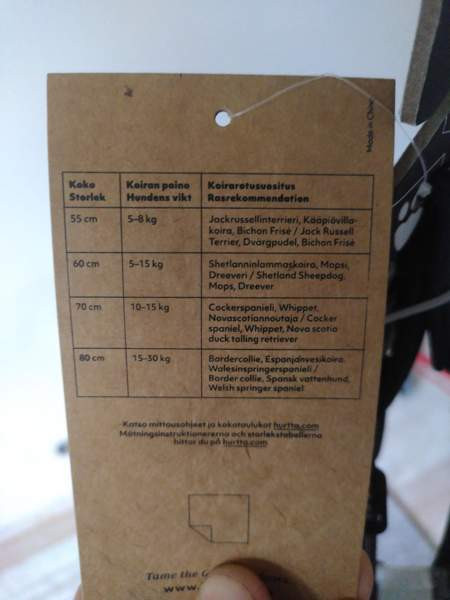 Made in China
Koko
Storlek
Koiran paino
Hundens vikt
Koirarotusuositus
Rasrekommendation
55 cm
5–8 kg
Jackrussellinterrieri, Kääpiövilla-
koira, Bichon Frisé / Jack Russell
Terrier, Dvärgpudel, Bichon Frisé
60 cm
5–15 kg
Shetlanninlammaskoira, Mopsi,
Dreeveri / Shetland Sheepdog,
Mops, Dreever
70 cm
10–15 kg
Cockerspanieli, Whippet,
Novascotiannoutaja / Cocker
spaniel, Whippet, Nova scotia
duck tolling retriever
80 cm
15–30 kg
Bordercollie, Espanjanvesikoira,
Walesinspringerspanieli /
Border collie, Spansk vattenhund,
Welsh springer spaniel
Katso mittausohjeet ja kokotaulukot hurtta.com
Mätningsinstruktionererna och storlekstabellerna
hittar du på hurtta.com
Tame the
www.